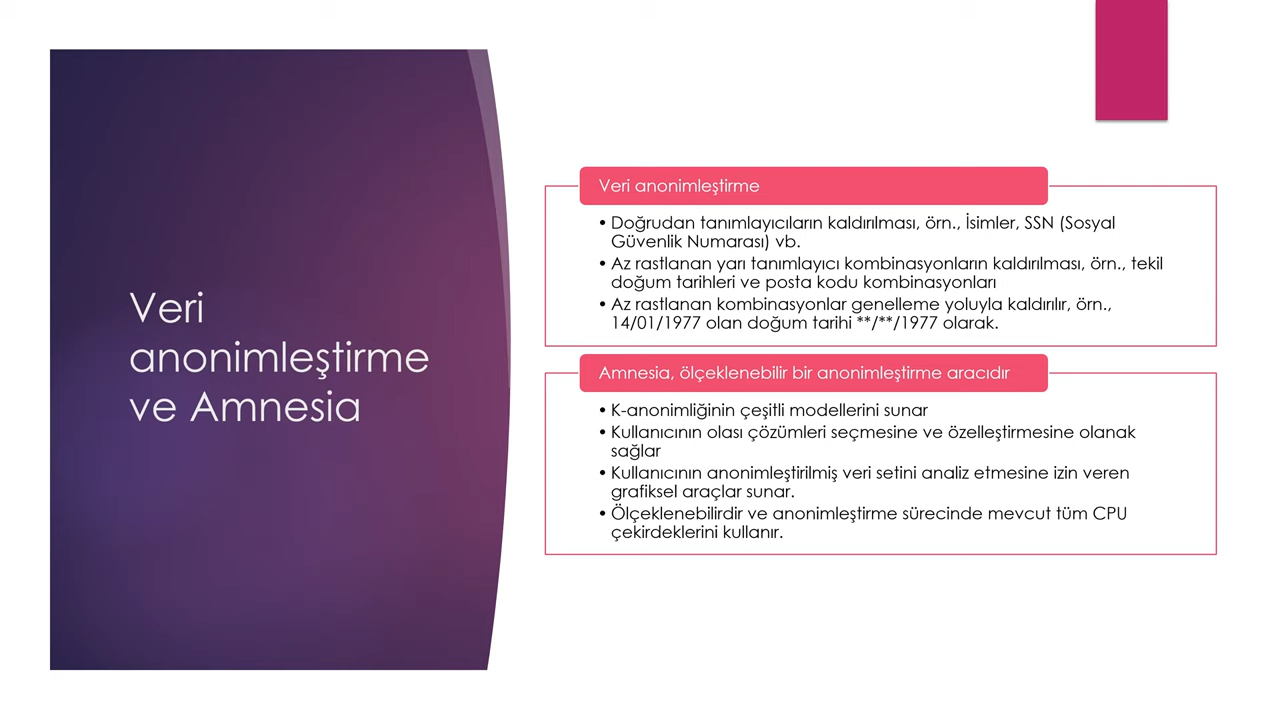 Veri
anonimleştirme
ve Amnesia
Veri anonimleştirme
• Doğrudan tanımlayıcıların kaldırılması, örn., İsimler, SSN (Sosyal
Güvenlik Numarası) vb.
• Az rastlanan yarı tanımlayıcı kombinasyonların kaldırılması, örn., tekil
doğum tarihleri ve posta kodu kombinasyonları
• Az rastlanan kombinasyonlar genelleme yoluyla kaldırılır, örn.,
14/01/1977 olan doğum tarihi **/**/1977 olarak.
Amnesia, ölçeklenebilir bir anonimleştirme aracıdır
• K-anonimliğinin çeşitli modellerini sunar
• Kullanıcının olası çözümleri seçmesine ve özelleştirmesine olanak
sağlar
• Kullanıcının anonimleştirilmiş veri setini analiz etmesine izin veren
grafiksel araçlar sunar.
• Ölçeklenebilirdir ve anonimleştirme sürecinde mevcut tüm CPU
çekirdeklerini kullanır.